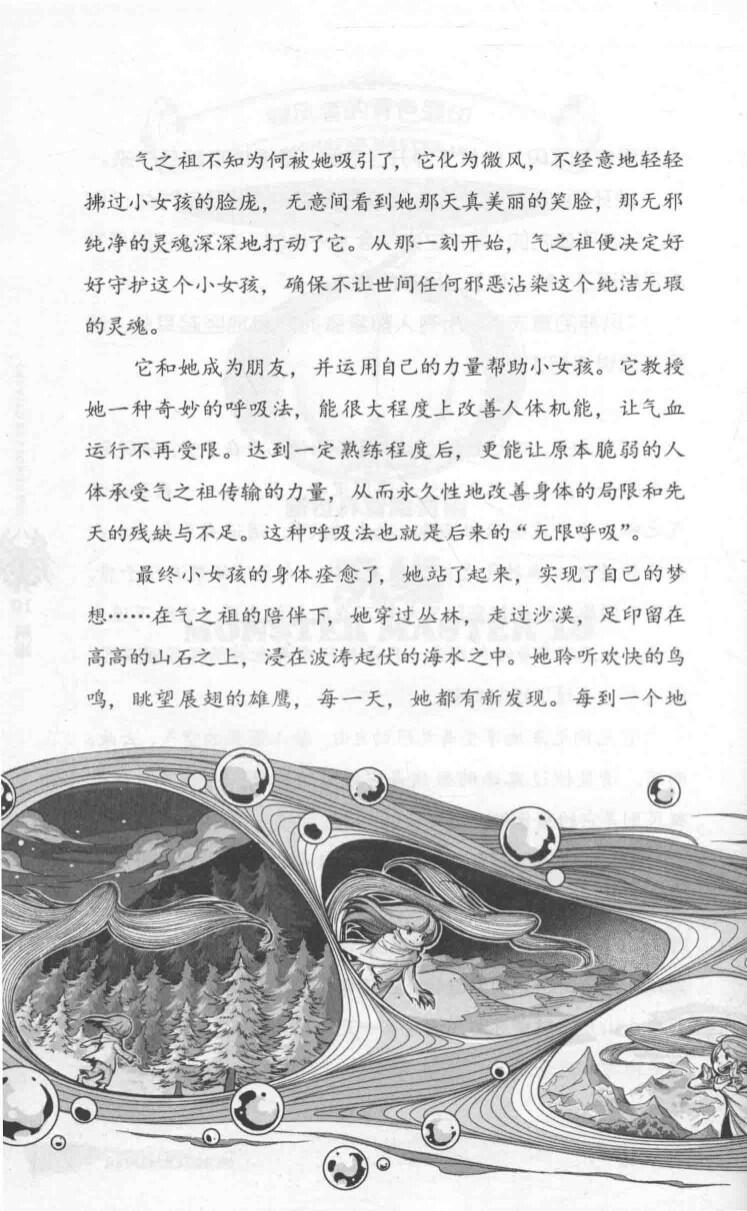 气之祖不知为何被她吸引了，它化为微风，不经意地轻轻
拂过小女孩的脸庞，无意间看到她那天真美丽的笑脸，那无邪
纯净的灵魂深深地打动了它。从那一刻开始，气之祖便决定好
好守护这个小女孩，确保不让世间任何邪恶沾染这个纯洁无瑕
的灵魂。
它和她成为朋友，并运用自己的力量帮助小女孩。它教授
她一种奇妙的呼吸法，能很大程度上改善人体机能，让气血
运行不再受限。达到一定熟练程度后，更能让原本脆弱的人
体承受气之祖传输的力量，从而永久性地改善身体的局限和先
天的残缺与不足。这种呼吸法也就是后来的“无限呼吸”。
最终小女孩的身体痊愈了，她站了起来，实现了自己的梦
想……在气之祖的陪伴下，她穿过丛林，走过沙漠，足印留在
高高的山石之上，浸在波涛起伏的海水之中。她聆听欢快的鸟
鸣，眺望展翅的雄鹰，每一天，她都有新发现。每到一个地